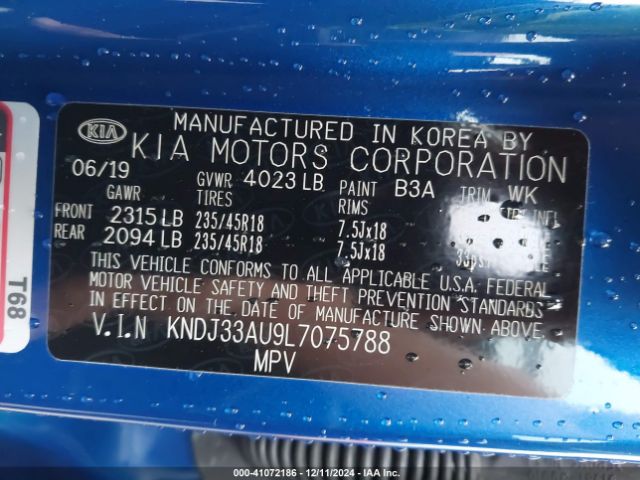 KIA
MANUFACTURED IN KOREA BY
KIA MOTORS CORPORATION
06/19 GVWR 4023 LB PAINT B3A TRIM WK
GAWR TIRES RIMS
FRONT 2315 LB 235/45R18 7.5Jx18
REAR 2094 LB 235/45R18 7.5Jx18
THIS VEHICLE CONFORMS TO ALL APPLICABLE U.S.A. FEDERAL
MOTOR VEHICLE SAFETY AND THEFT PREVENTION STANDARDS
IN EFFECT ON THE DATE OF MANUFACTURE SHOWN ABOVE.
V.I.N KNDJ33AU9L7075788
MPV
T68
000-41072186 - 12/11/2024 - IAA Inc.